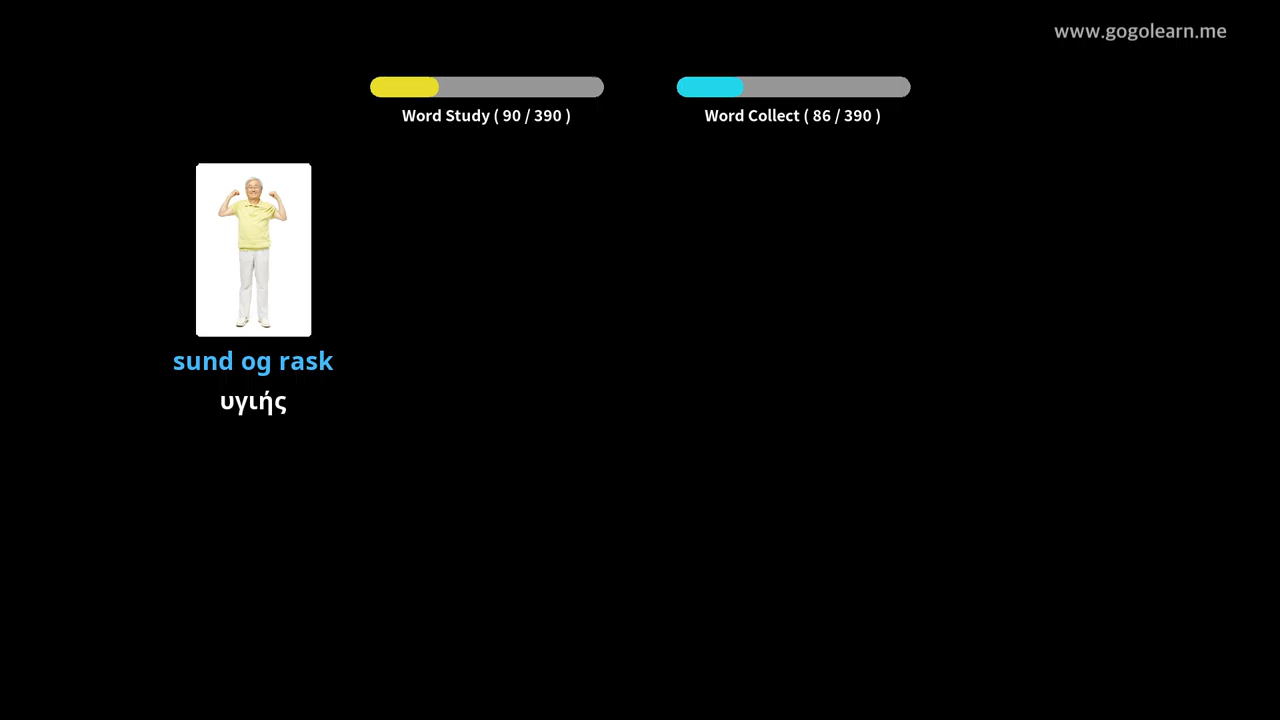 www.gogolearn.me
Word Study ( 90 / 390 )
Word Collect ( 86 / 390 )
sund og rask
υγιής